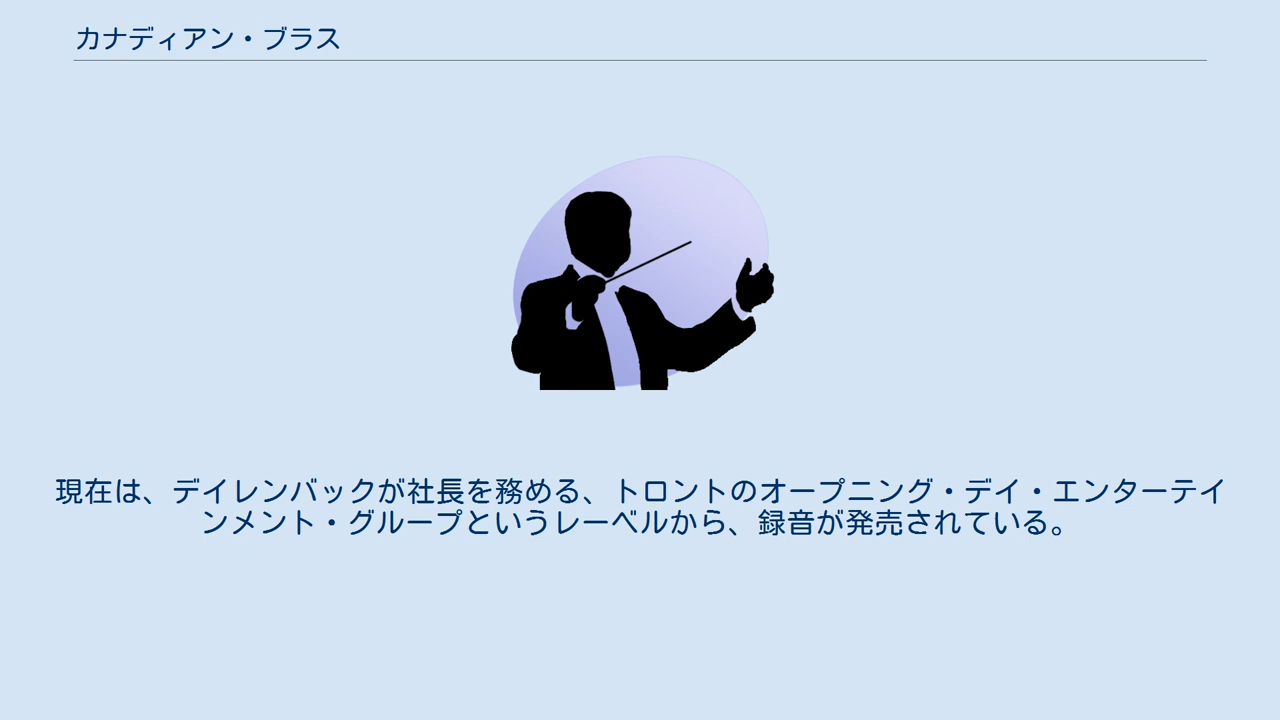 カナディアン・ブラス
現在は、デイレンバックが社長を務める、トロントのオープニング・デイ・エンターテイ
ンメント・グループというレーベルから、録音が発売されている。